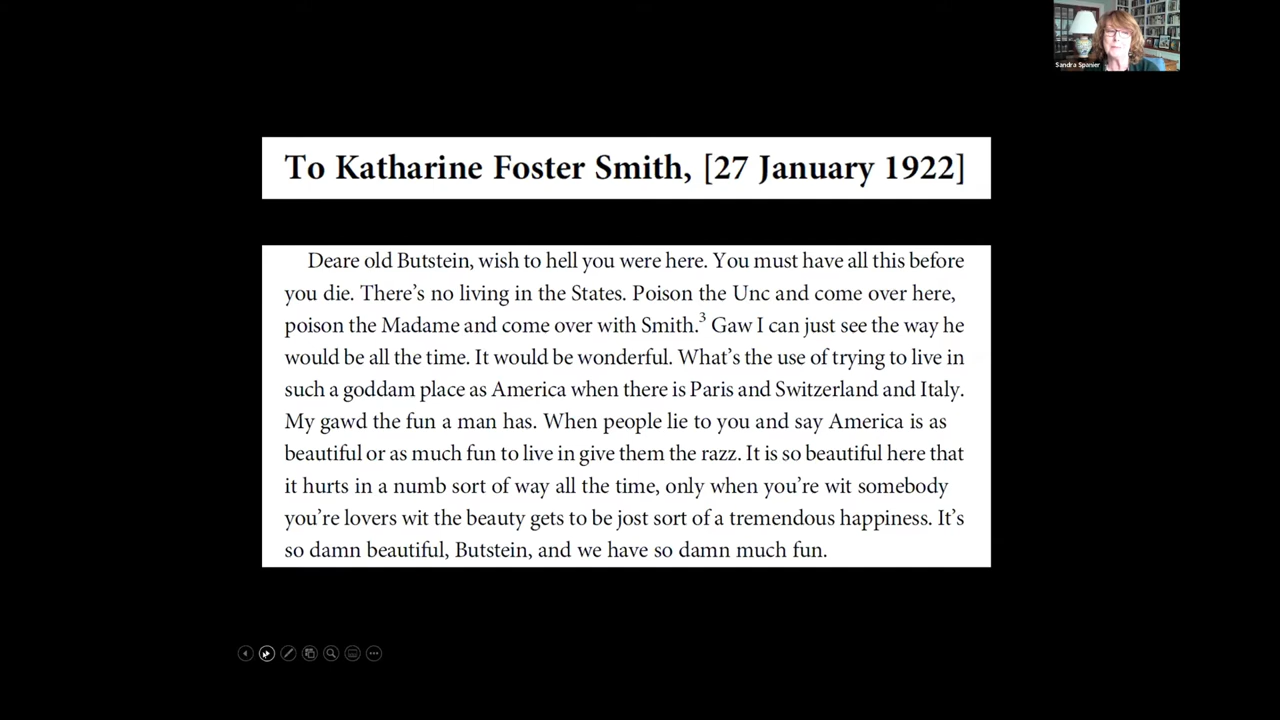 Sandra Spanier
To Katharine Foster Smith, [27 January 1922]
Deare old Butstein, wish to hell you were here. You must have all this before
you die. There’s no living in the States. Poison the Unc and come over here,
poison the Madame and come over with Smith.3 Gaw I can just see the way he
would be all the time. It would be wonderful. What’s the use of trying to live in
such a goddam place as America when there is Paris and Switzerland and Italy.
My gawd the fun a man has. When people lie to you and say America is as
beautiful or as much fun to live in give them the razz. It is so beautiful here that
it hurts in a numb sort of way all the time, only when you’re wit somebody
you’re lovers wit the beauty gets to be jost sort of a tremendous happiness. It’s
so damn beautiful, Butstein, and we have so damn much fun.